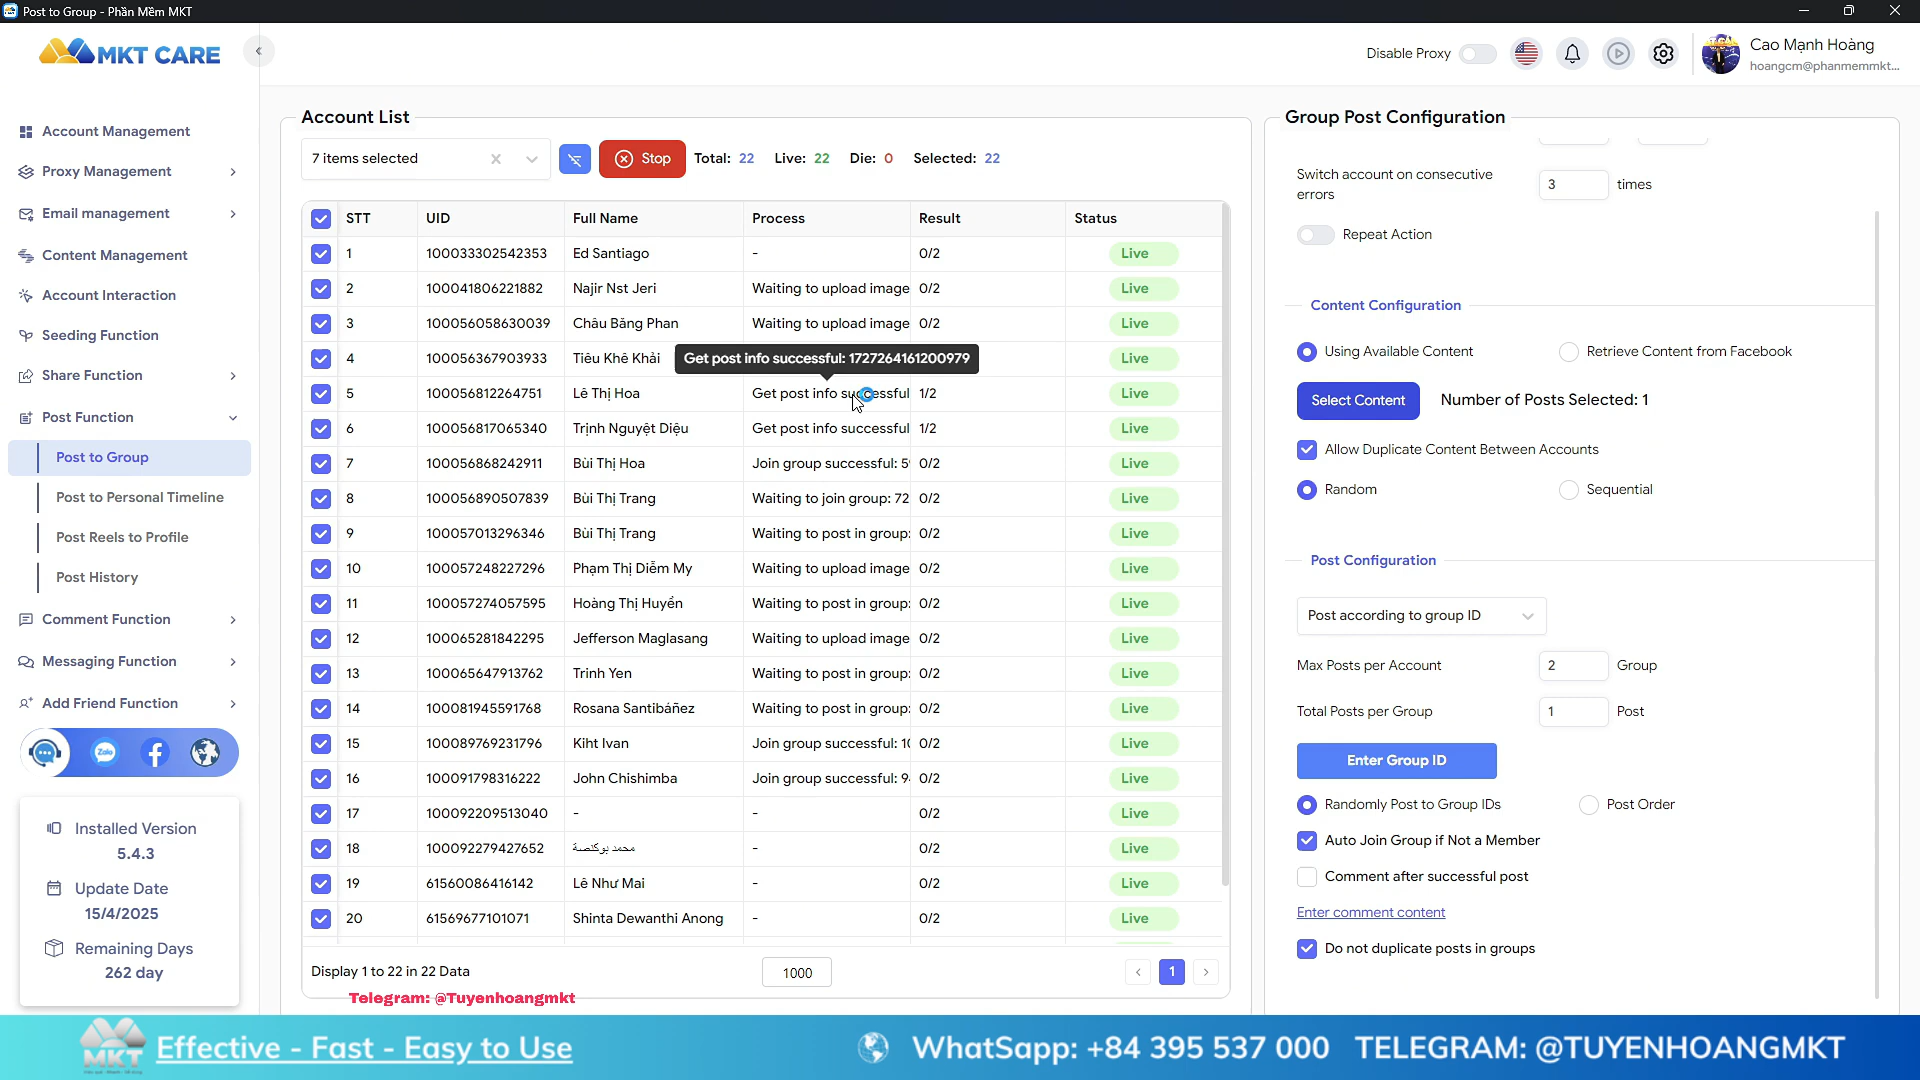 Post to Group - Phần Mềm MKT
MKT CARE
Disable Proxy
Cao Mạnh Hoàng
hoangcm@phanmemmkt...
Account Management
Proxy Management
Email management
Content Management
Account Interaction
Seeding Function
Share Function
Post Function
Post to Group
Post to Personal Timeline
Post Reels to Profile
Post History
Comment Function
Messaging Function
Add Friend Function
Zalo
Installed Version
5.4.3
Update Date
15/4/2025
Remaining Days
262 day
Account List
7 items selected
Stop
Total: 22 Live: 22 Die: 0 Selected: 22
STT UID Full Name Process Result Status
1 100033302542353 Ed Santiago - 0/2 Live
2 100041806221882 Najir Nst Jeri Waiting to upload image 0/2 Live
3 100056058630039 Châu Băng Phan Waiting to upload image 0/2 Live
4 100056367903933 Tiêu Khê Khải Live
Get post info successful: 1727264161200979
5 100056812264751 Lê Thị Hoa Get post info successful 1/2 Live
6 100056817065340 Trịnh Nguyệt Diệu Get post info successful 1/2 Live
7 100056868242911 Bùi Thị Hoa Join group successful: 5 0/2 Live
8 100056890507839 Bùi Thị Trang Waiting to join group: 72 0/2 Live
9 100057013296346 Bùi Thị Trang Waiting to post in group: 0/2 Live
10 100057248227296 Phạm Thị Diễm My Waiting to upload image 0/2 Live
11 100057274057595 Hoàng Thị Huyền Waiting to post in group: 0/2 Live
12 100065281842295 Jefferson Maglasang Waiting to upload image 0/2 Live
13 100065647913762 Trinh Yen Waiting to post in group: 0/2 Live
14 100081945591768 Rosana Santibáñez Waiting to post in group: 0/2 Live
15 100089769231796 Kiht Ivan Join group successful: 10 0/2 Live
16 100091798316222 John Chishimba Join group successful: 9 0/2 Live
17 100092209513040 - - 0/2 Live
18 100092279427652 محمد بوكنصة - 0/2 Live
19 61560086416142 Lê Như Mai - 0/2 Live
20 61569677101071 Shinta Dewanthi Anong - 0/2 Live
Display 1 to 22 in 22 Data
1000
1
Telegram: @Tuyenhoangmkt
Group Post Configuration
Switch account on consecutive
errors
3 times
Repeat Action
Content Configuration
Using Available Content
Retrieve Content from Facebook
Select Content
Number of Posts Selected: 1
Allow Duplicate Content Between Accounts
Random
Sequential
Post Configuration
Post according to group ID
Max Posts per Account 2 Group
Total Posts per Group 1 Post
Enter Group ID
Randomly Post to Group IDs
Post Order
Auto Join Group if Not a Member
Comment after successful post
Enter comment content
Do not duplicate posts in groups
MKT
Effective - Fast - Easy to Use
WhatSapp: +84 395 537 000 TELEGRAM: @TUYENHOANGMKT